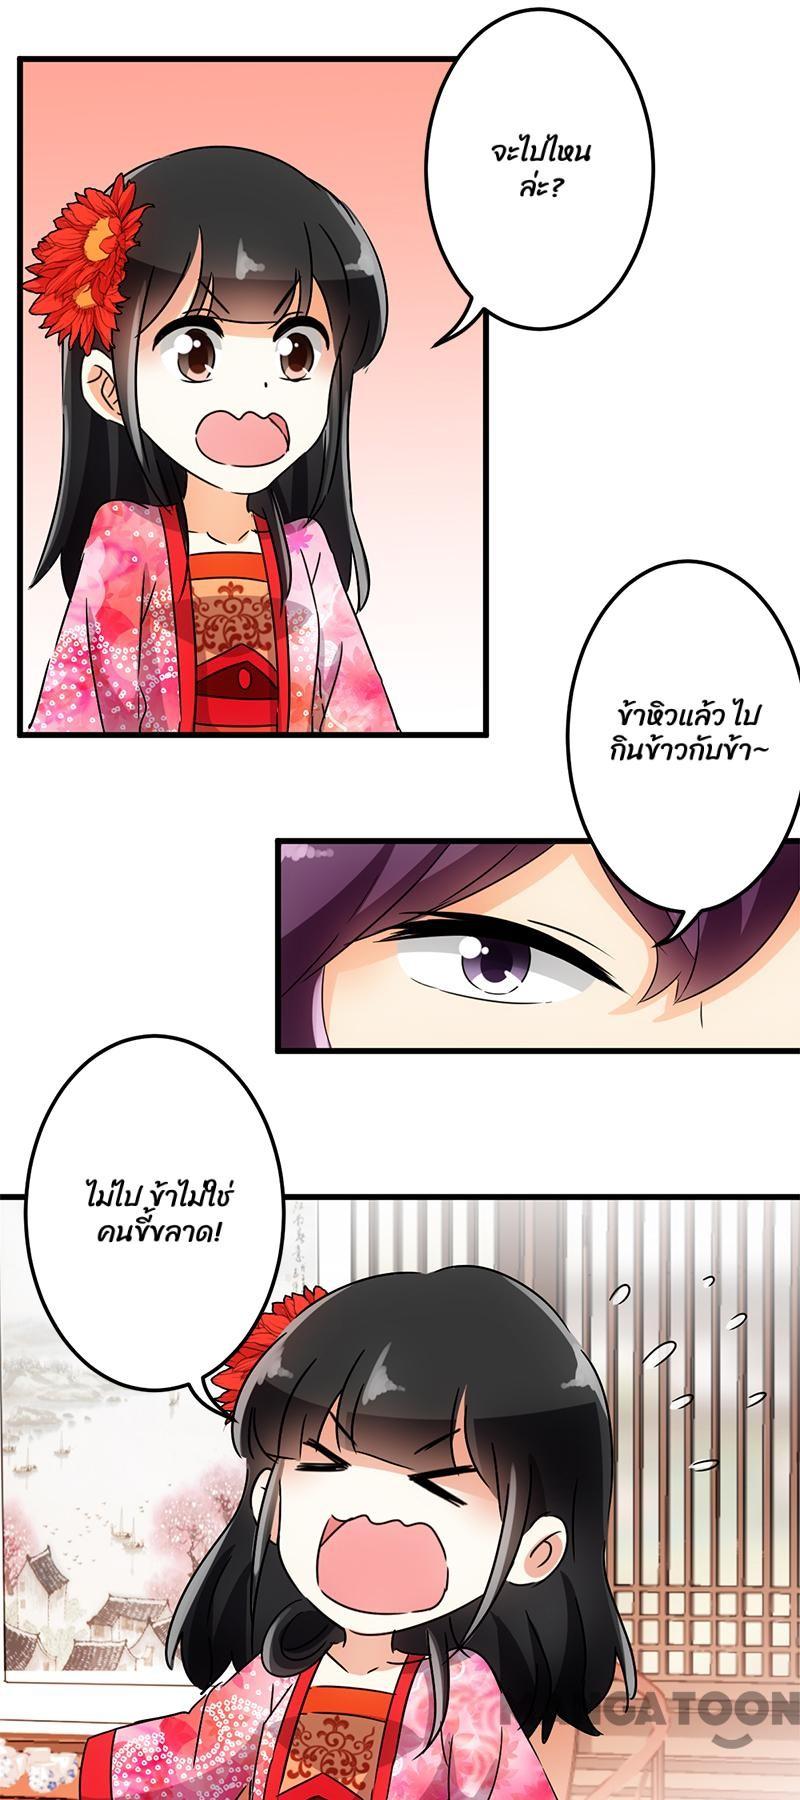 จะไปไหน
ล่ะ?
ข้าหิวแล้ว ไป
กินข้าวกับข้า~
ไม่ไป ข้าไม่ใช่
คนขี้ขลาด!
MANGATOON